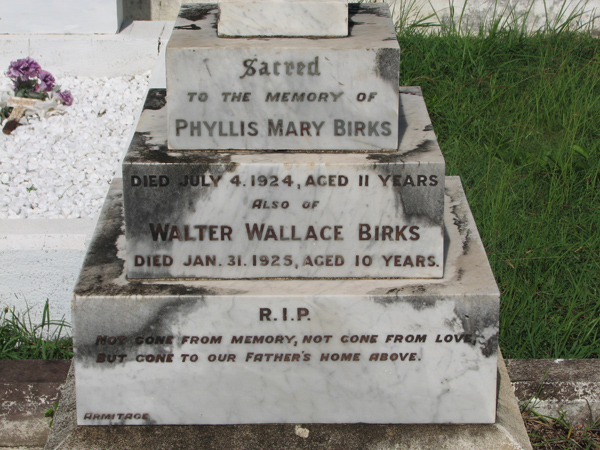 Sacred
TO THE MEMORY OF
PHYLLIS MARY BIRKS
DIED JULY 4. 1924, AGED 11 YEARS
ALSO OF
WALTER WALLACE BIRKS
DIED JAN. 31. 1925, AGED 10 YEARS.
R.I.P.
NOT GONE FROM MEMORY, NOT GONE FROM LOVE,
BUT GONE TO OUR FATHER'S HOME ABOVE.
ARMITAGE